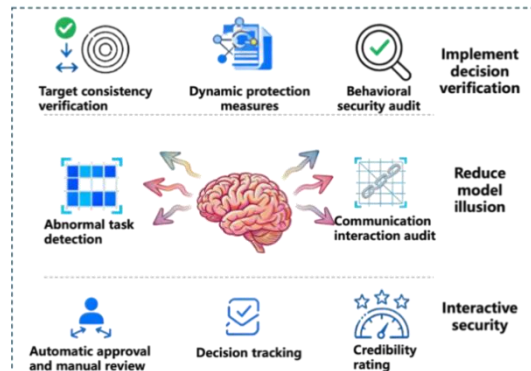 Target consistency
verification
Dynamic protection
measures
Behavioral
security audit
Implement
decision
verification
Abnormal task
detection
Communication
interaction audit
Reduce
model
illusion
Automatic approval
and manual review
Decision tracking
Credibility
rating
Interactive
security